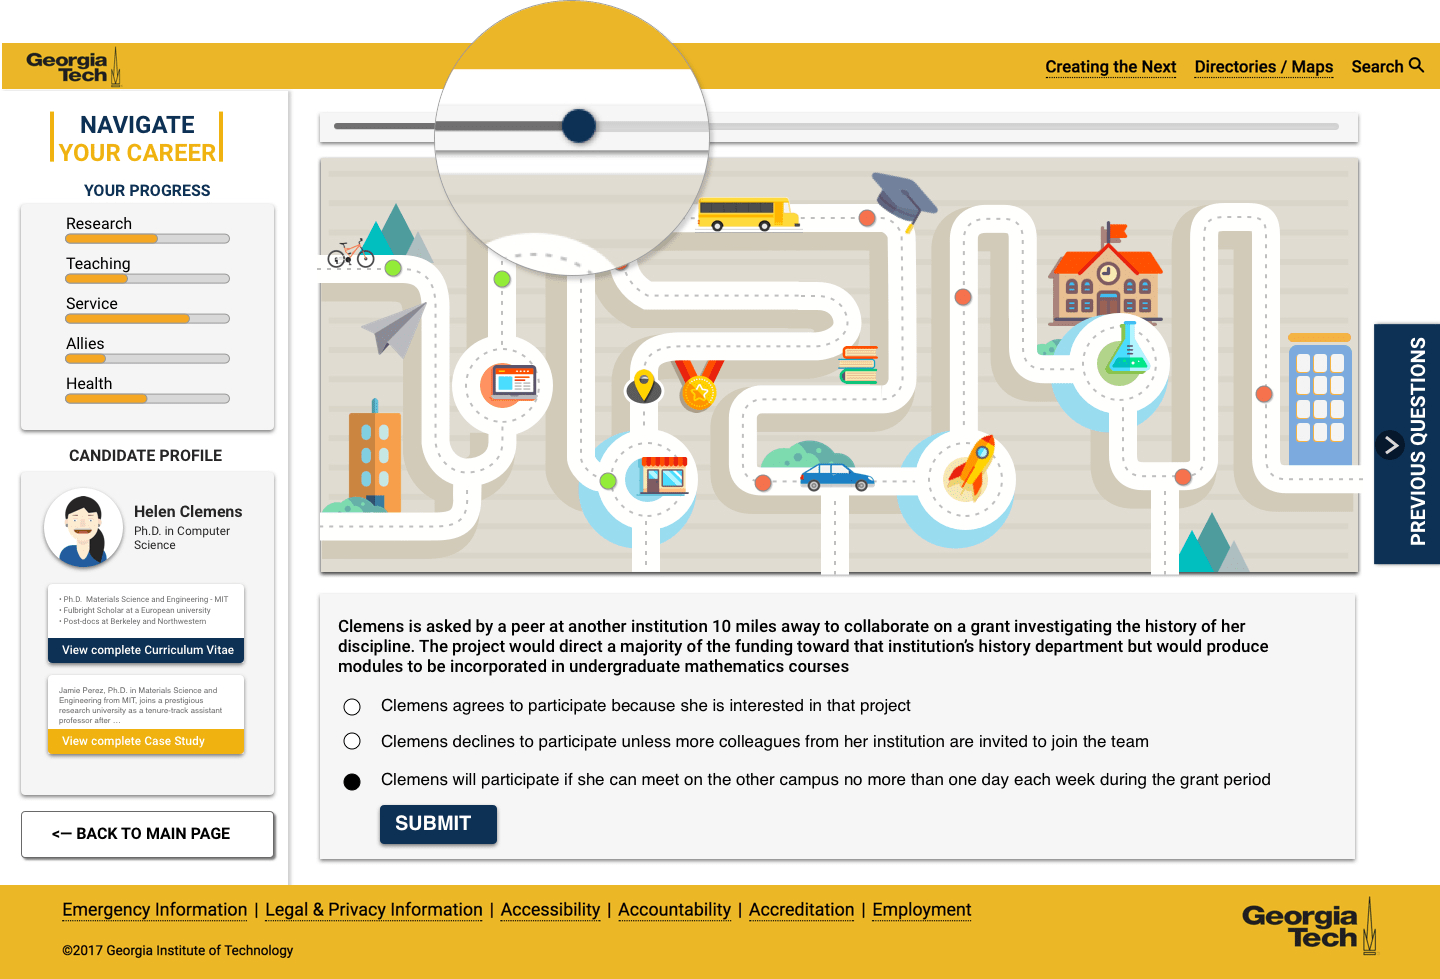 Georgia
Tech
Creating the Next
Directories / Maps
Search
NAVIGATE
YOUR CAREER
YOUR PROGRESS
Research
Teaching
Service
Allies
Health
CANDIDATE PROFILE
Helen Clemens
Ph.D. in Computer
Science
• Ph.D. Materials Science and Engineering - MIT
• Fulbright Scholar at a European university
• Post-docs at Berkeley and Northwestern
View complete Curriculum Vitae
Jamie Perez, Ph.D. in Materials Science and
Engineering from MIT, joins a prestigious
research university as a tenure-track assistant
professor after ...
View complete Case Study
<— BACK TO MAIN PAGE
PREVIOUS QUESTIONS
Clemens is asked by a peer at another institution 10 miles away to collaborate on a grant investigating the history of her
discipline. The project would direct a majority of the funding toward that institution’s history department but would produce
modules to be incorporated in undergraduate mathematics courses
Clemens agrees to participate because she is interested in that project
Clemens declines to participate unless more colleagues from her institution are invited to join the team
Clemens will participate if she can meet on the other campus no more than one day each week during the grant period
SUBMIT
Emergency Information | Legal & Privacy Information | Accessibility | Accountability | Accreditation | Employment
©2017 Georgia Institute of Technology
Georgia
Tech